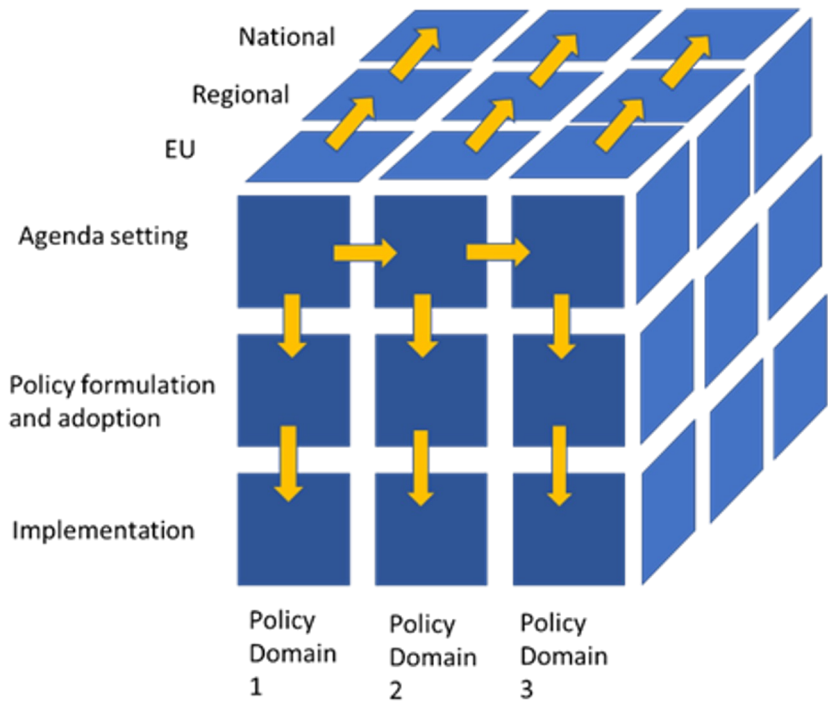 National
Regional
EU
Agenda setting
Policy formulation
and adoption
Implementation
Policy
Domain
1
Policy
Domain
2
Policy
Domain
3